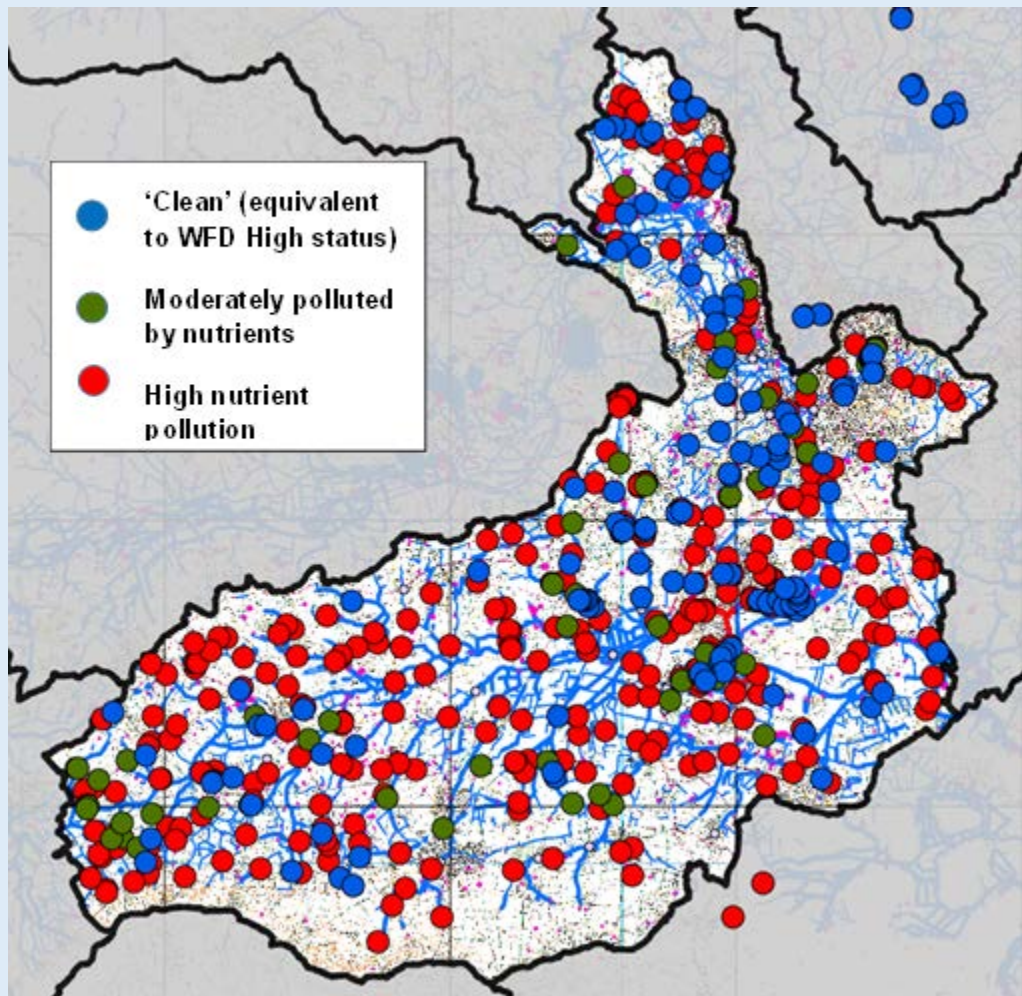 ‘Clean’ (equivalent
to WFD High status)
Moderately polluted
by nutrients
High nutrient
pollution